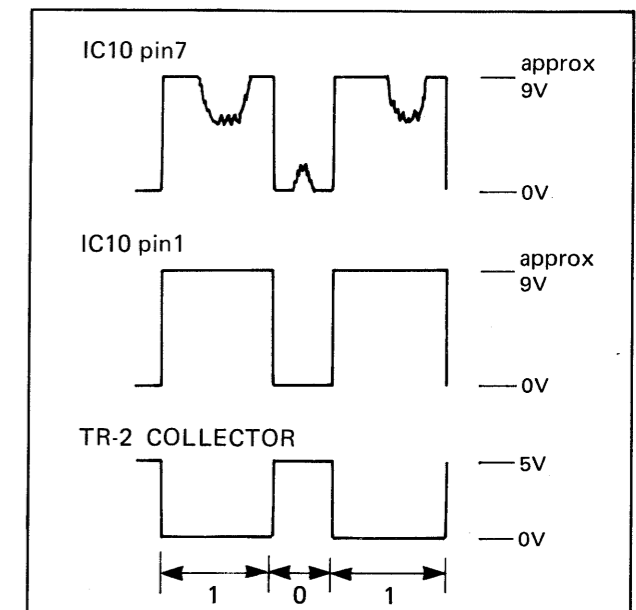 IC10 pin7
approx
9V
0V
IC10 pin1
approx
9V
0V
TR-2 COLLECTOR
5V
0V
1 0 1